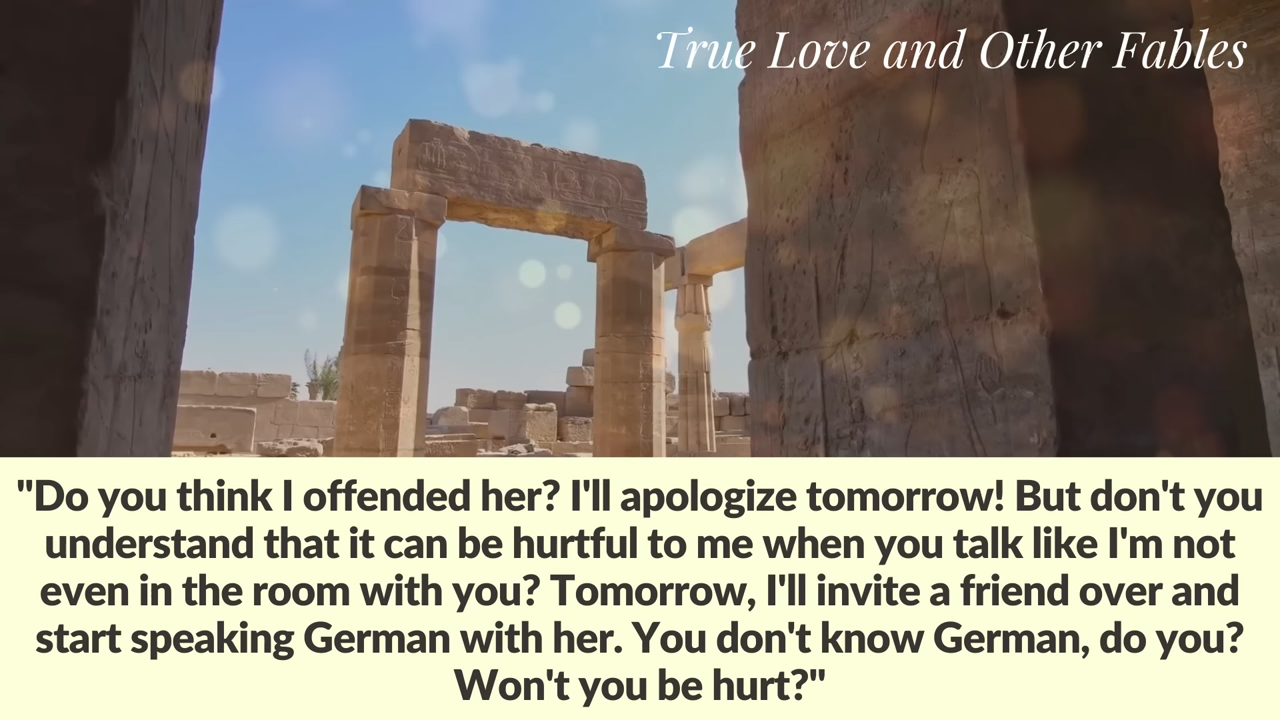 True Love and Other Fables
"Do you think I offended her? I'll apologize tomorrow! But don't you
understand that it can be hurtful to me when you talk like I'm not
even in the room with you? Tomorrow, I'll invite a friend over and
start speaking German with her. You don't know German, do you?
Won't you be hurt?"